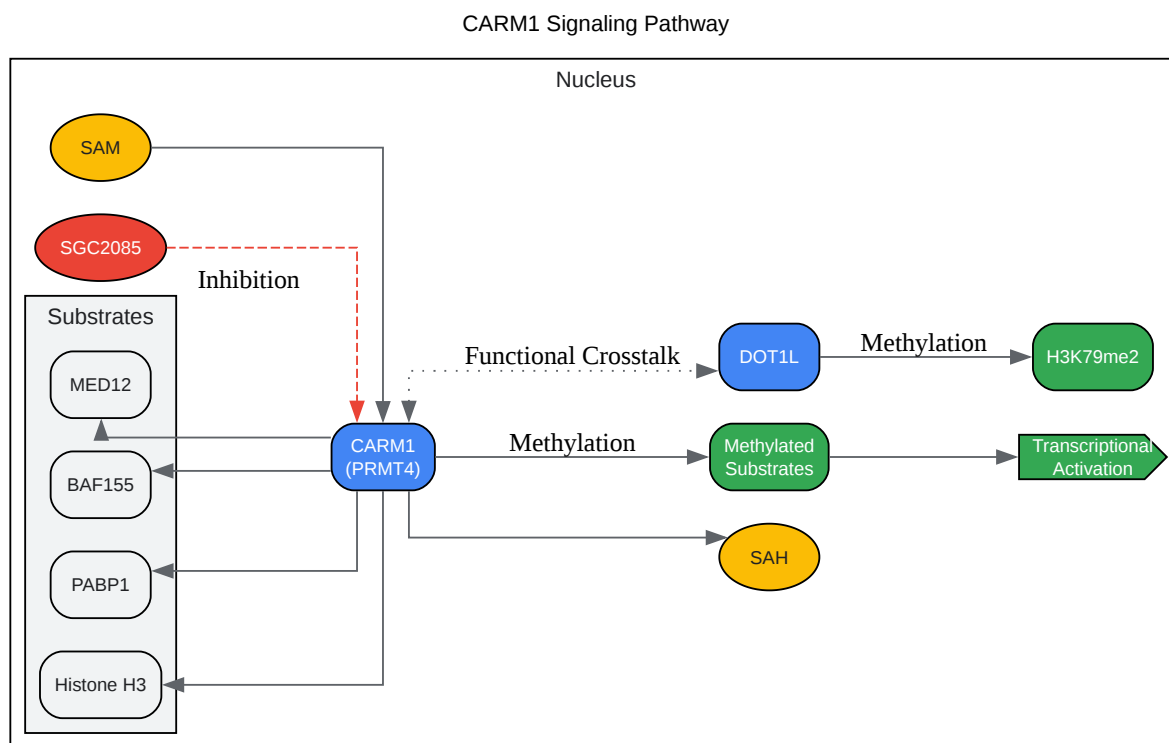 CARM1 Signaling Pathway
Nucleus
SAM
SGC2085
Inhibition
Substrates
MED12
BAF155
PABP1
Histone H3
CARM1
(PRMT4)
Functional Crosstalk
DOT1L
Methylation
H3K79me2
Methylation
Methylated
Substrates
Transcriptional
Activation
SAH